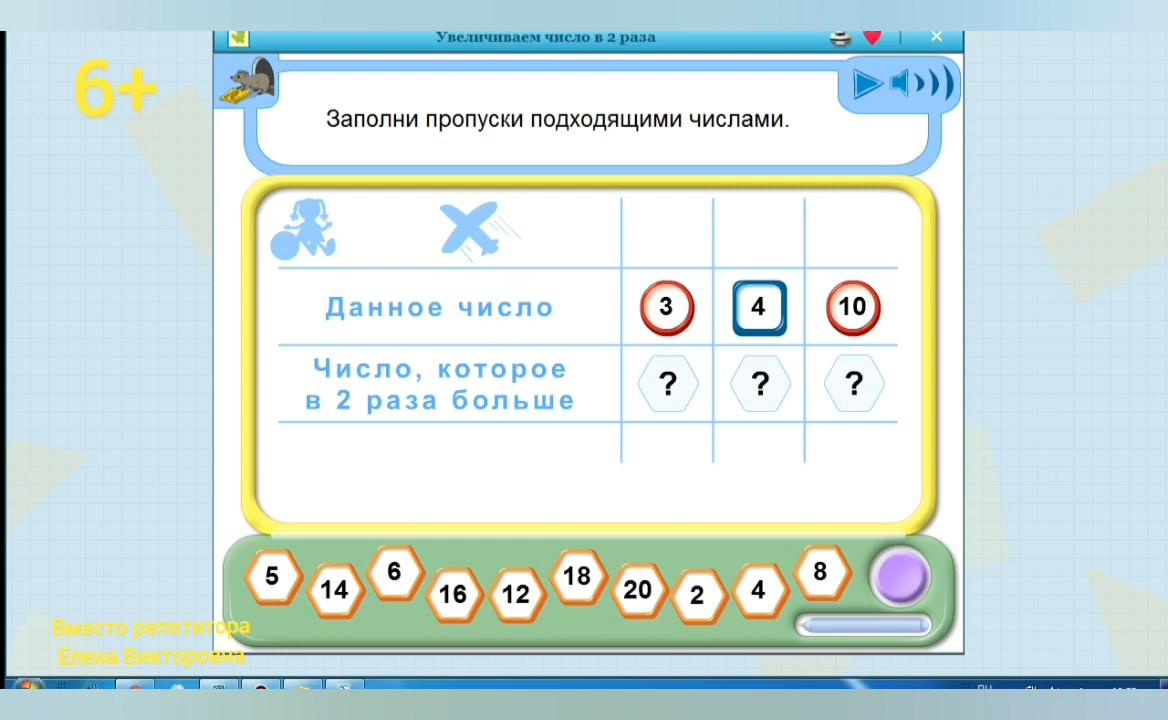 Увеличиваем число в 2 раза
6+
Заполни пропуски подходящими числами.
Данное число
3
4
10
Число, которое
в 2 раза больше
?
?
?
5
14
6
16
12
18
20
2
4
8
Вместо репетитора
Елена Викторовна